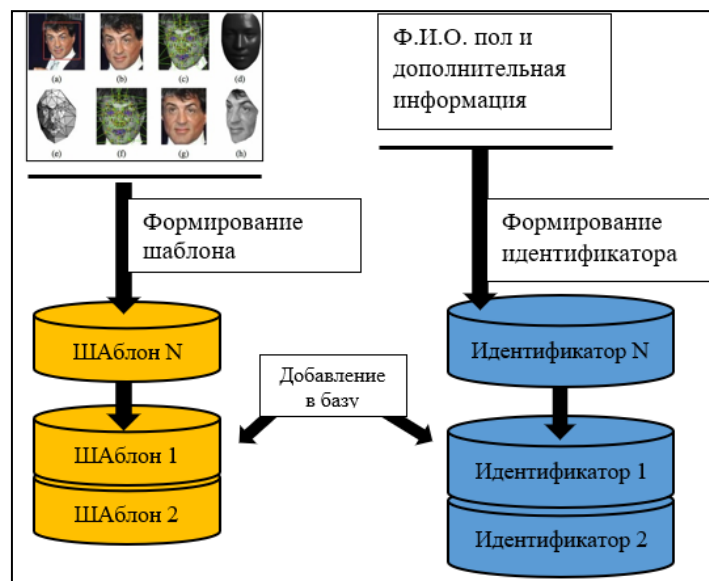 (a) (b) (c) (d)
(e) (f) (g) (h)
Ф.И.О. пол и
дополнительная
информация
Формирование
шаблона
Формирование
идентификатора
ШАблон N
Идентификатор N
Добавление
в базу
ШАблон 1
ШАблон 2
Идентификатор 1
Идентификатор 2